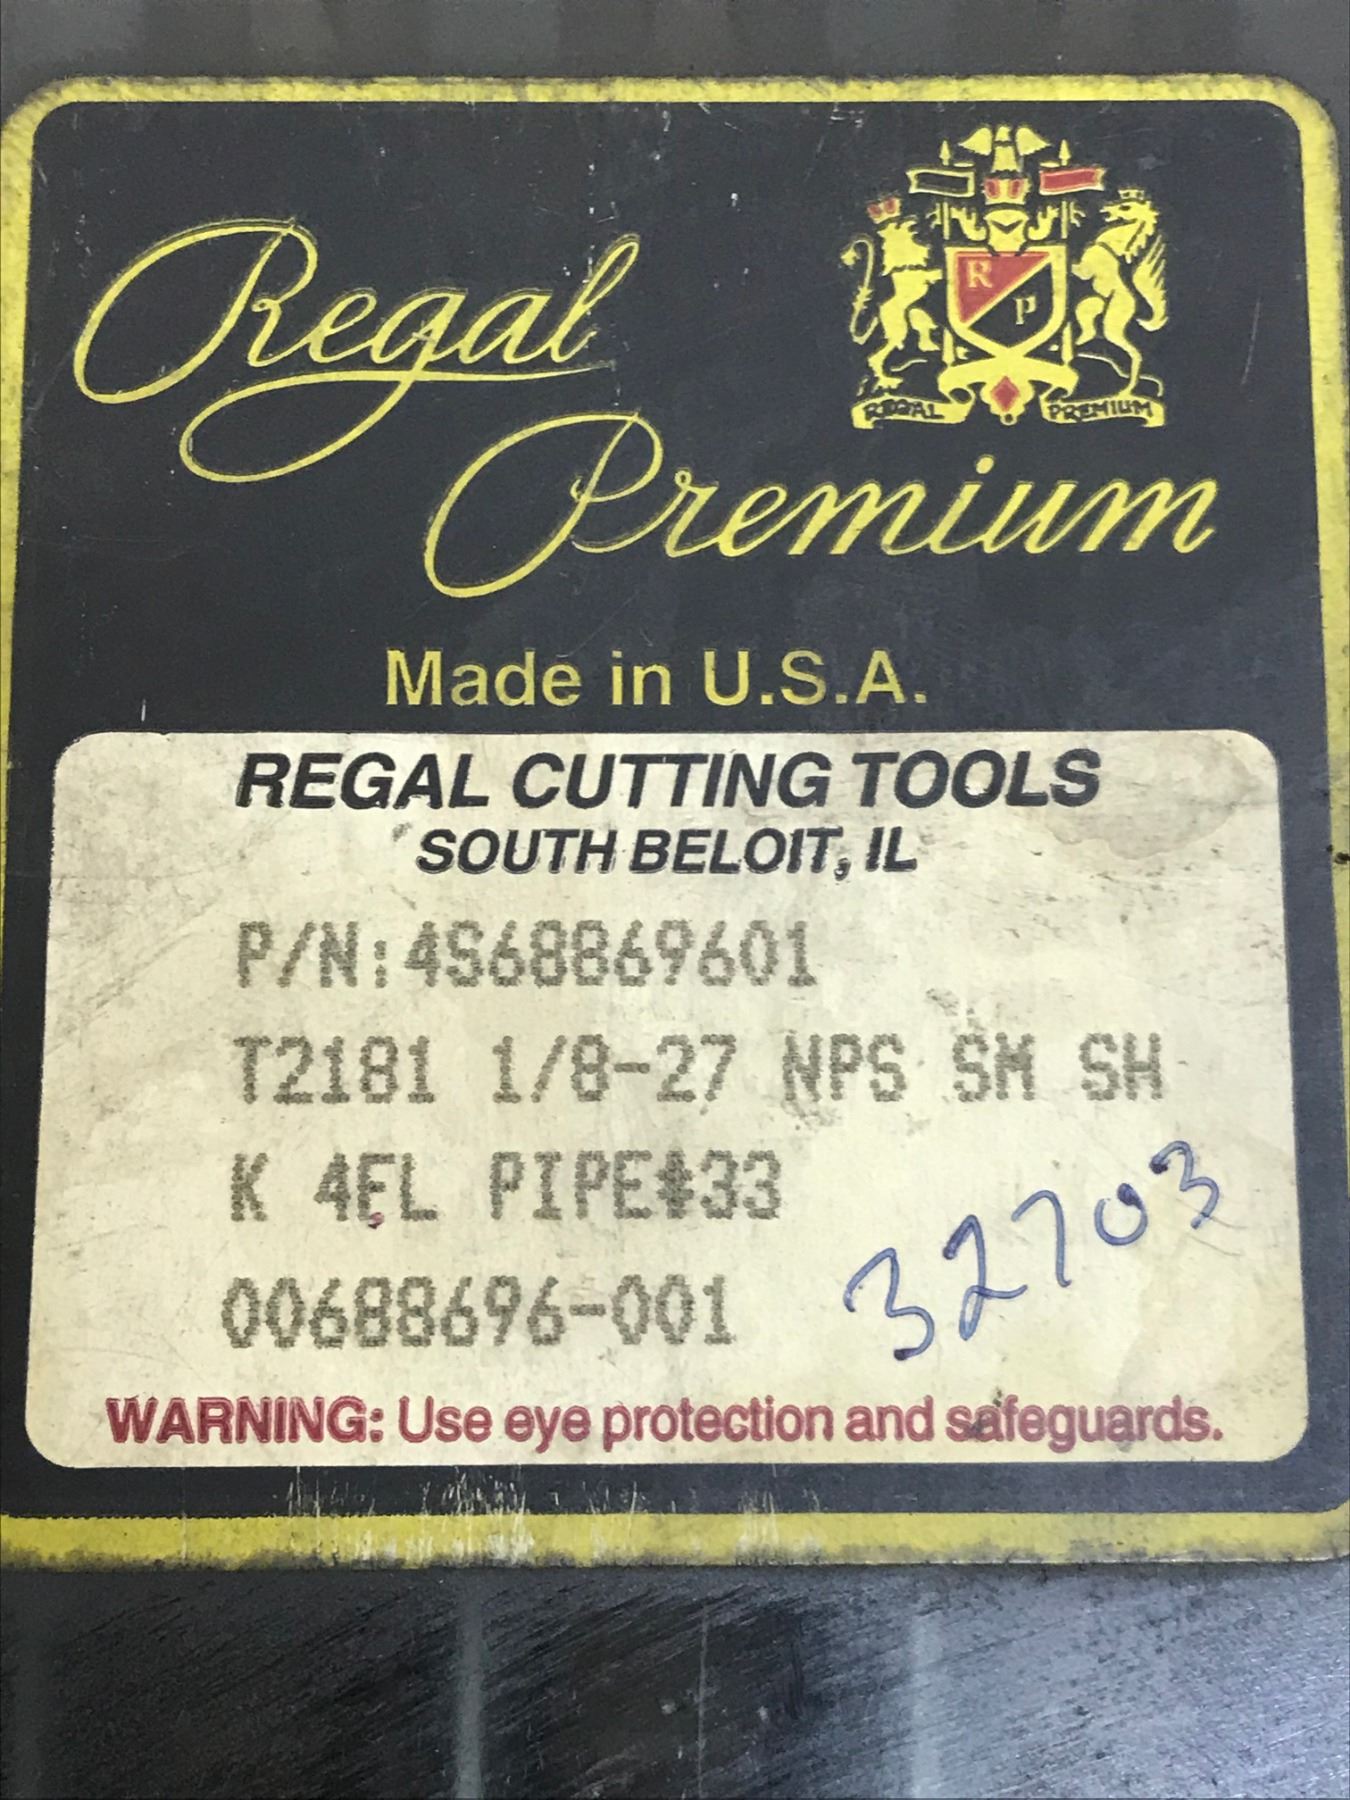 R
P
REGAL PREMIUM
Regal
Premium
Made in U.S.A.
REGAL CUTTING TOOLS
SOUTH BELOIT, IL
P/N:4S68869601
T2181 1/8-27 NPS SM SH
K 4FL PIPE#33
00688696-001
32703
WARNING: Use eye protection and safeguards.